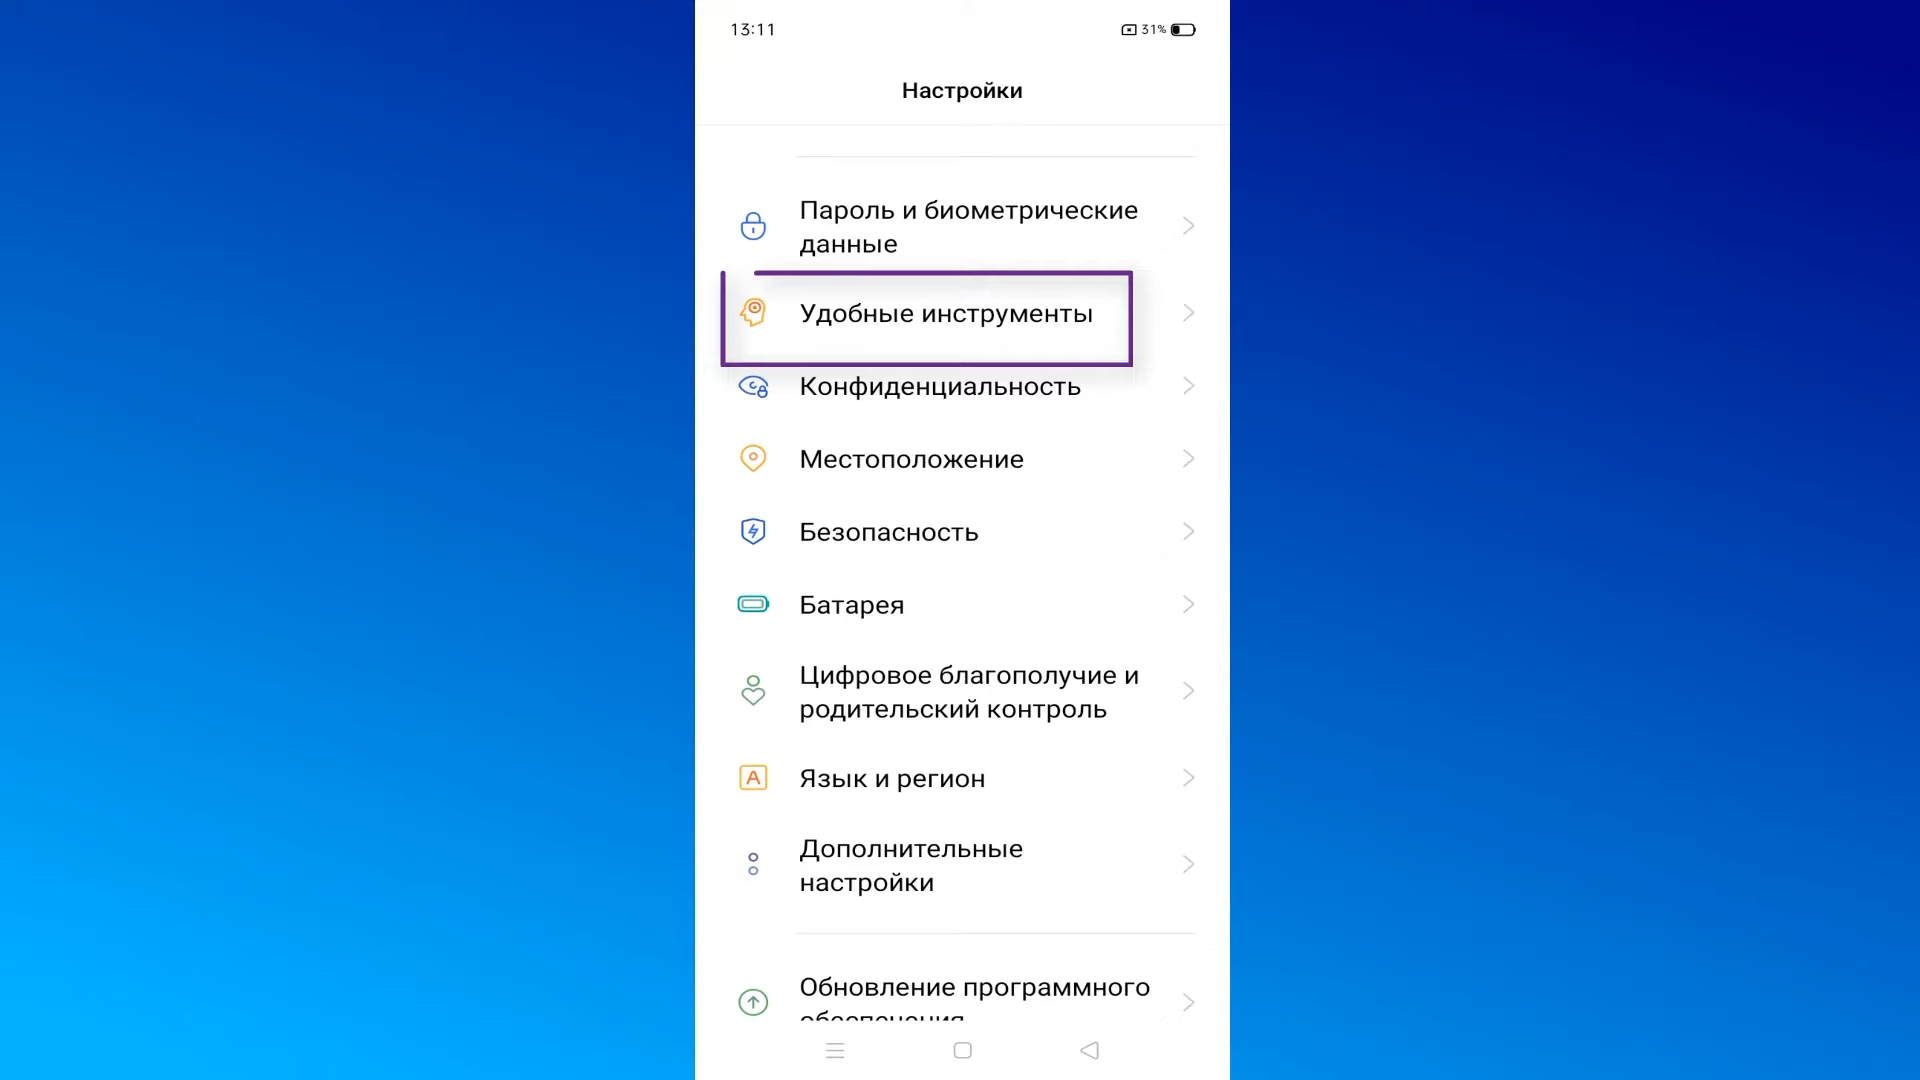 13:11
31%
Настройки
Пароль и биометрические
данные
Удобные инструменты
Конфиденциальность
Местоположение
Безопасность
Батарея
Цифровое благополучие и
родительский контроль
A
Язык и регион
Дополнительные
настройки
Обновление программного
обеспечения